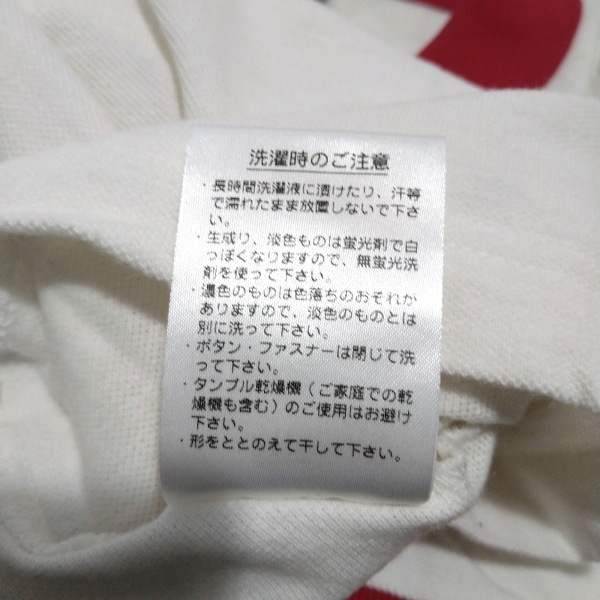 洗濯時のご注意
・長時間洗濯液に漬けたり、汗等
で濡れたまま放置しないで下さ
い。
・生成り、淡色ものは蛍光剤で白
っぽくなりますので、無蛍光洗
剤を使って下さい。
・濃色のものは色落ちのおそれが
ありますので、淡色のものとは
別に洗って下さい。
・ボタン・ファスナーは閉じて洗
って下さい。
・タンブル乾燥機（ご家庭での乾
燥機も含む）のご使用はお避け
下さい。
・形をととのえて干して下さい。